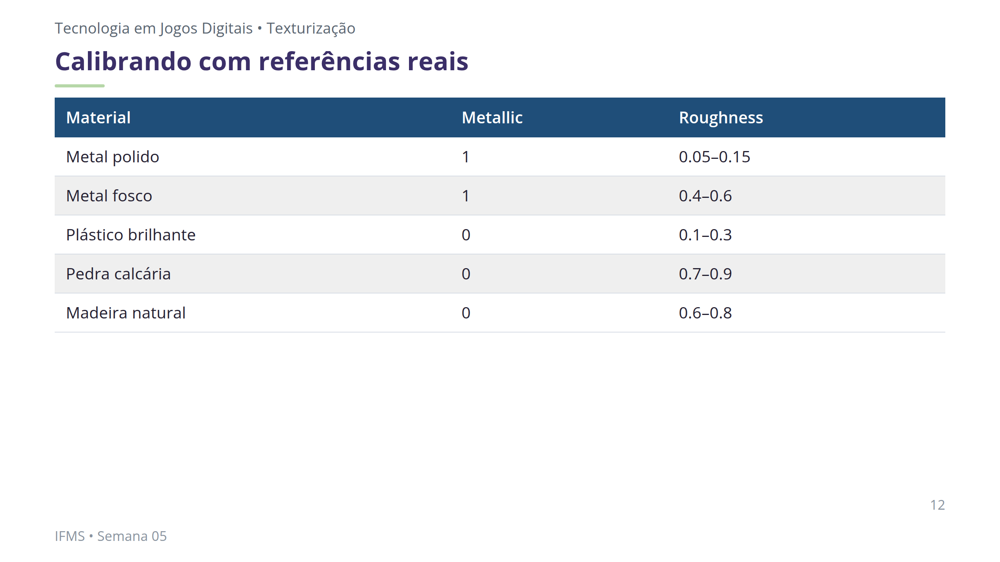 Tecnologia em Jogos Digitais • Texturização
Calibrando com referências reais
Material Metallic Roughness
Metal polido 1 0.05–0.15
Metal fosco 1 0.4–0.6
Plástico brilhante 0 0.1–0.3
Pedra calcária 0 0.7–0.9
Madeira natural 0 0.6–0.8
12
IFMS • Semana 05